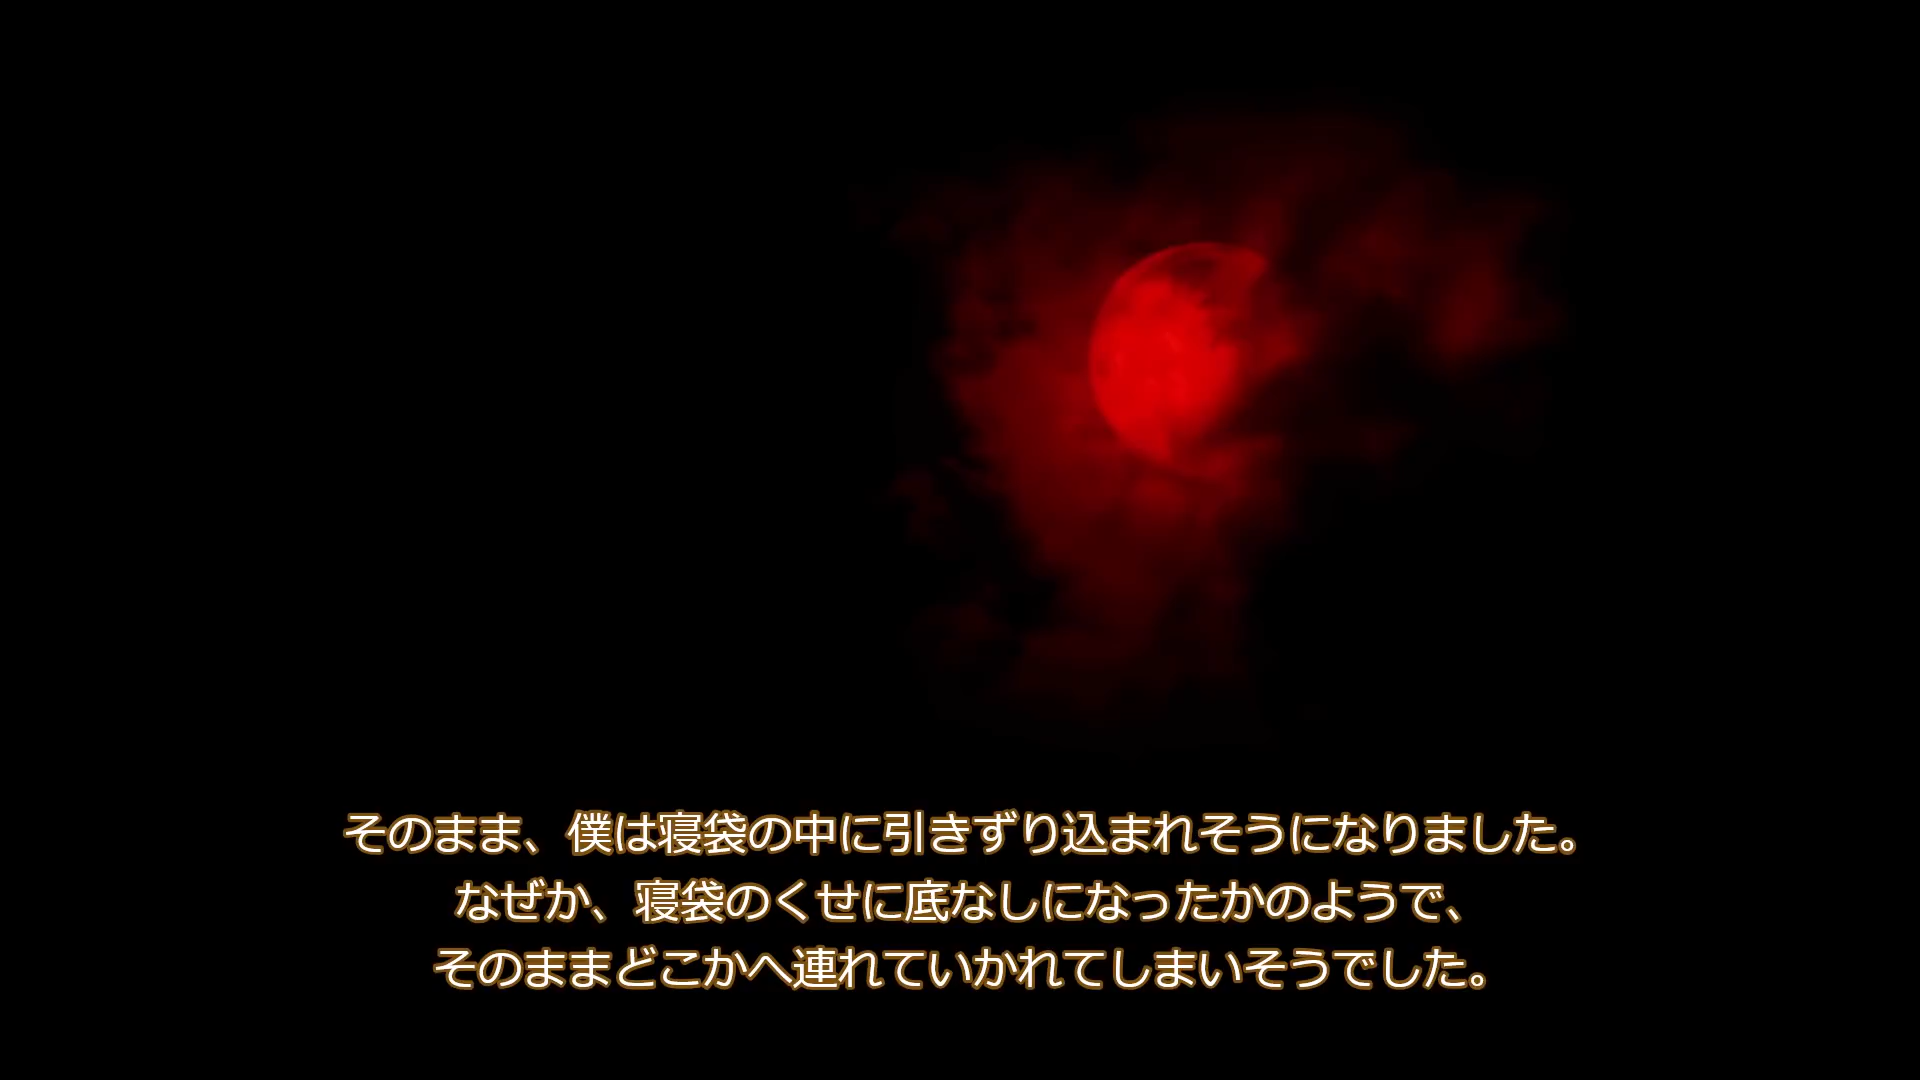 そのまま、僕は寝袋の中に引きずり込まれそうになりました。
なぜか、寝袋のくせに底なしになったかのようで、
そのままどこかへ連れていかれてしまいそうでした。